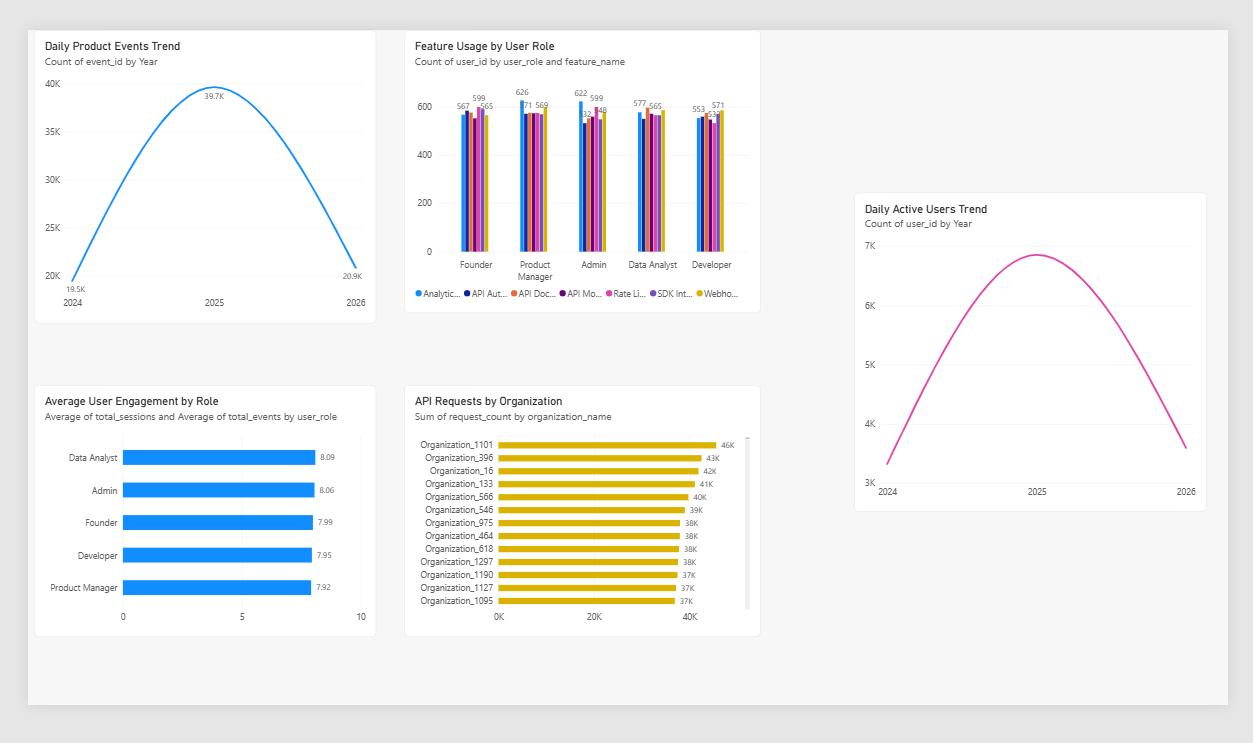 Daily Product Events Trend
Count of event_id by Year
40K
35K
30K
25K
20K
39.7K
19.5K
20.9K
2024
2025
2026
Feature Usage by User Role
Count of user_id by user_role and feature_name
600
400
200
0
567
599
565
626
571
569
622
599
577
565
553
571
Founder
Product
Manager
Admin
Data Analyst
Developer
Analytic...
API Aut...
API Doc...
API Mo...
Rate Li...
SDK Int...
Webho...
Daily Active Users Trend
Count of user_id by Year
7K
6K
5K
4K
3K
2024
2025
2026
Average User Engagement by Role
Average of total_sessions and Average of total_events by user_role
Data Analyst 8.09
Admin 8.06
Founder 7.99
Developer 7.95
Product Manager 7.92
0 5 10
API Requests by Organization
Sum of request_count by organization_name
Organization_1101 46K
Organization_396 43K
Organization_16 42K
Organization_133 41K
Organization_566 40K
Organization_546 39K
Organization_975 38K
Organization_464 38K
Organization_618 38K
Organization_1297 38K
Organization_1190 37K
Organization_1127 37K
Organization_1095 37K
0K 20K 40K